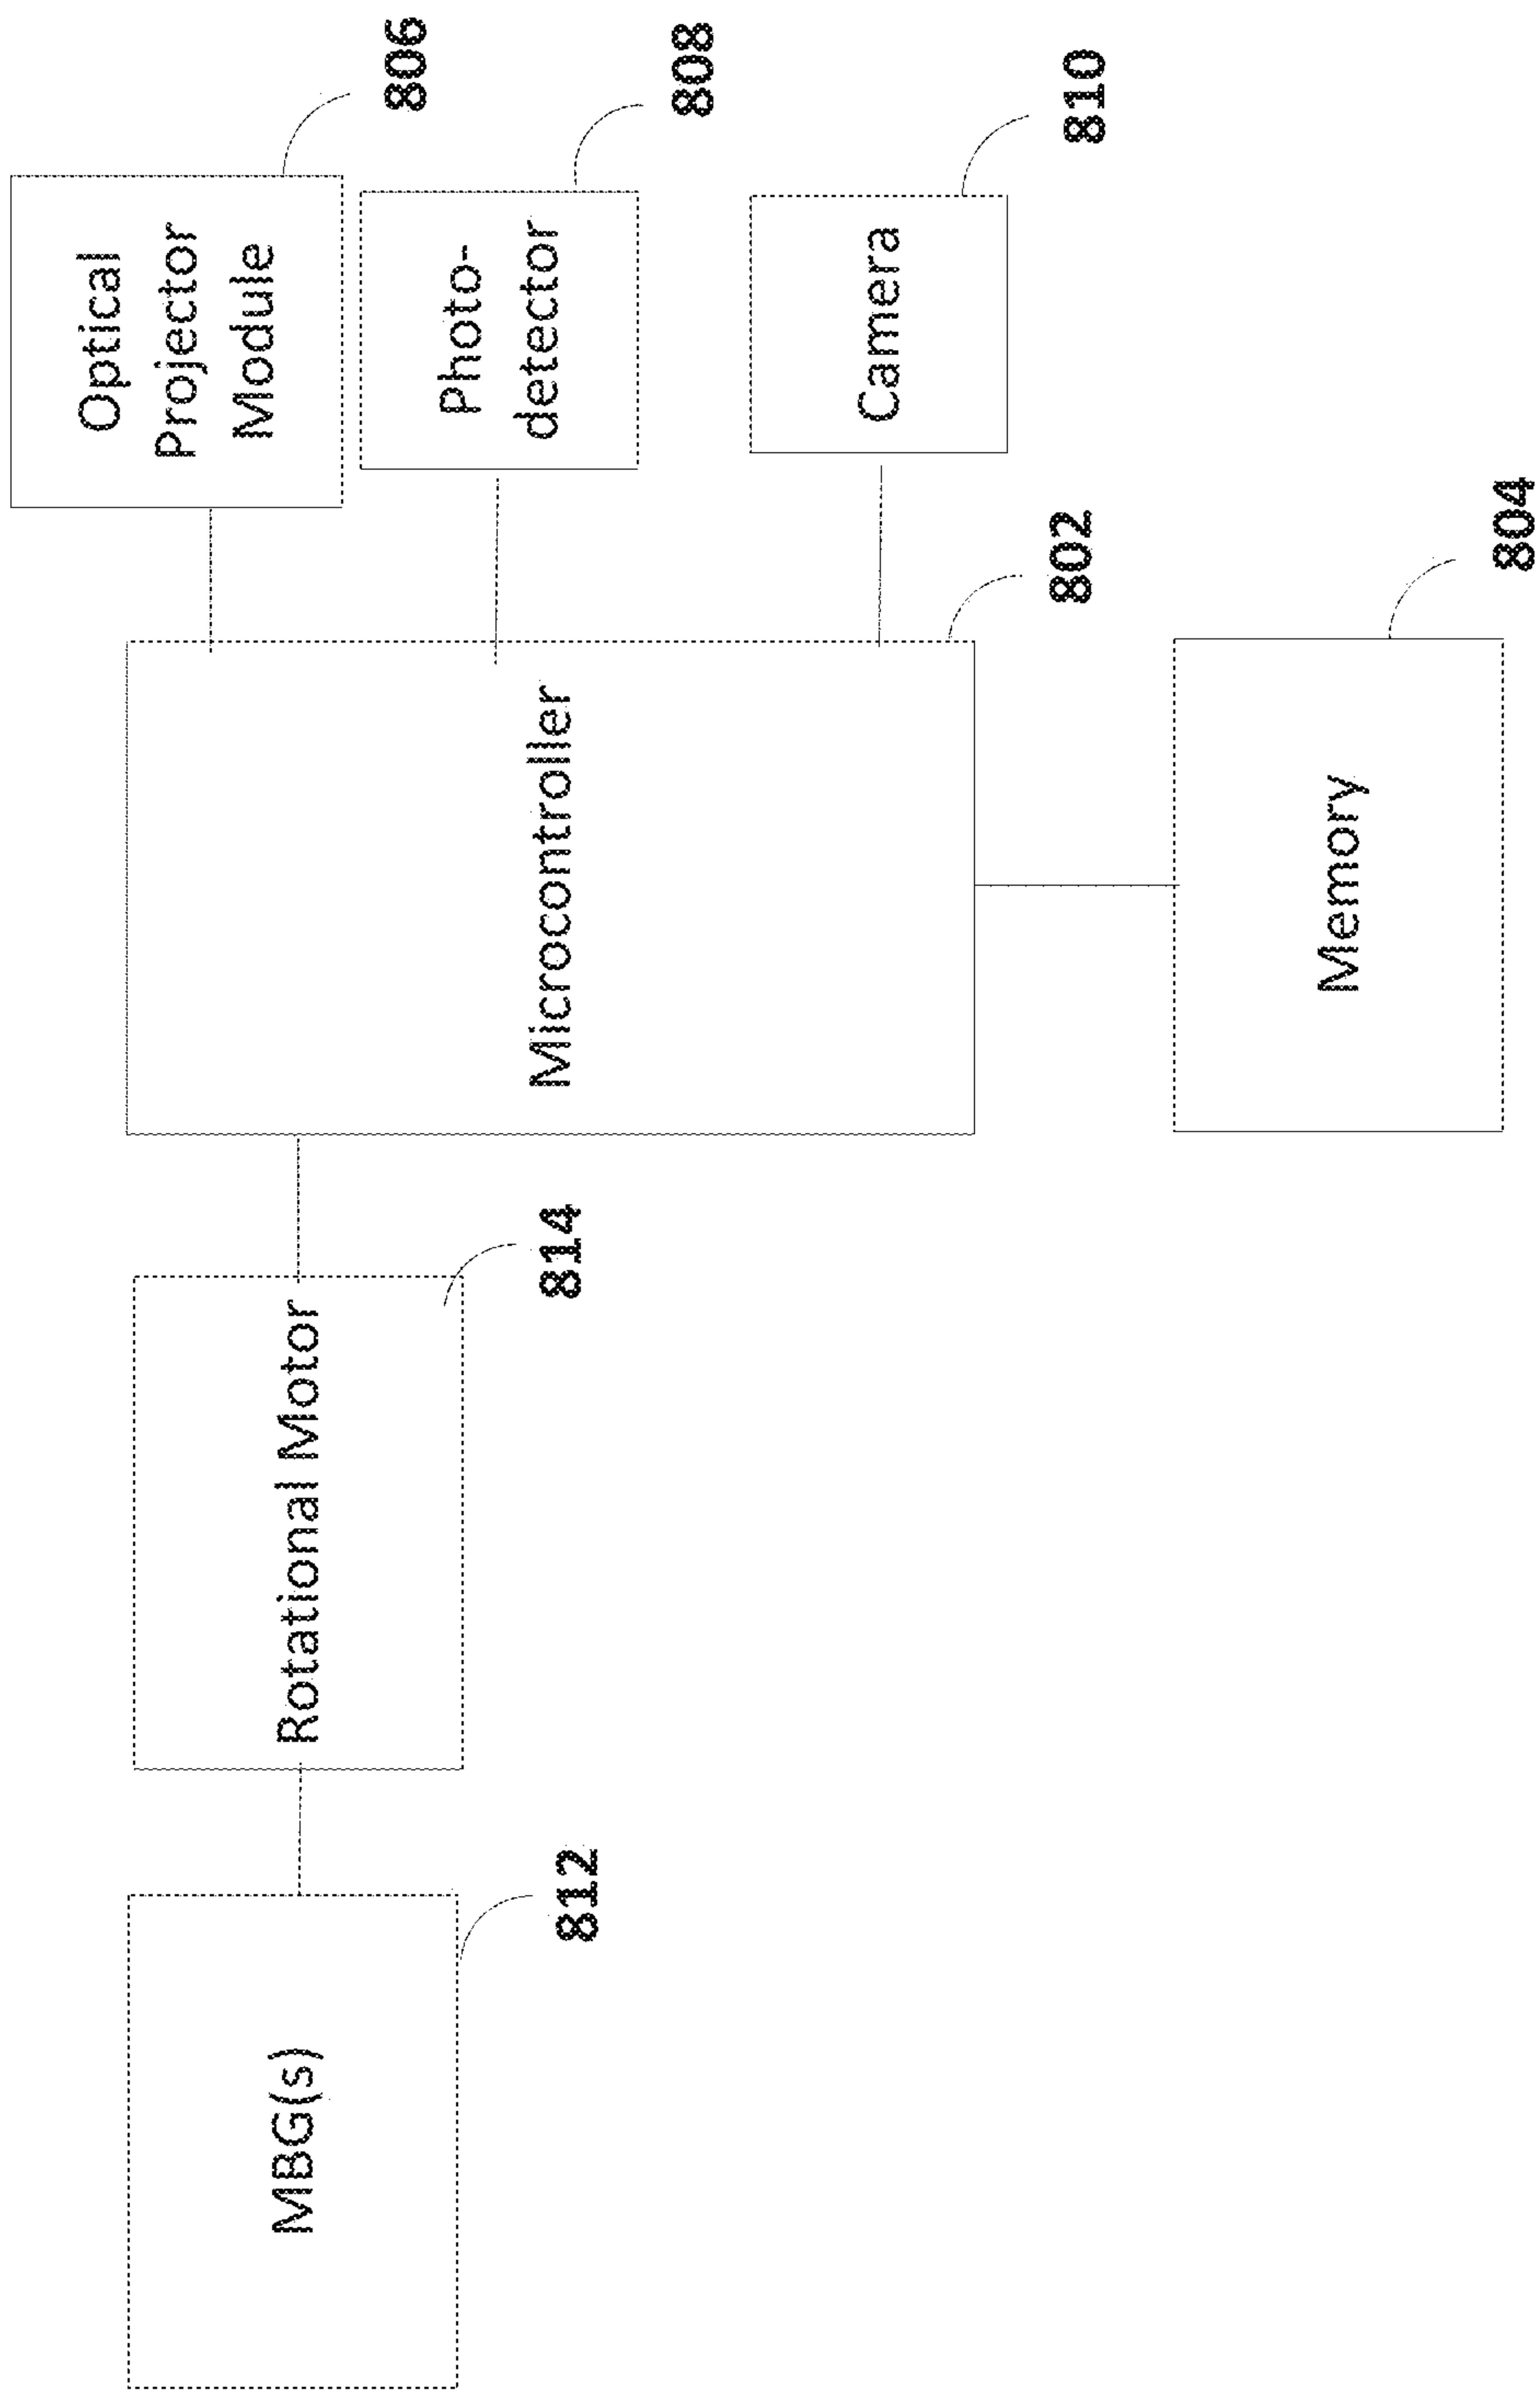 MBG(s)
812
Rotational Motor
814
Microcontroller
802
Optical
Projector
Module
806
Photo-
detector
808
Camera
810
Memory
804